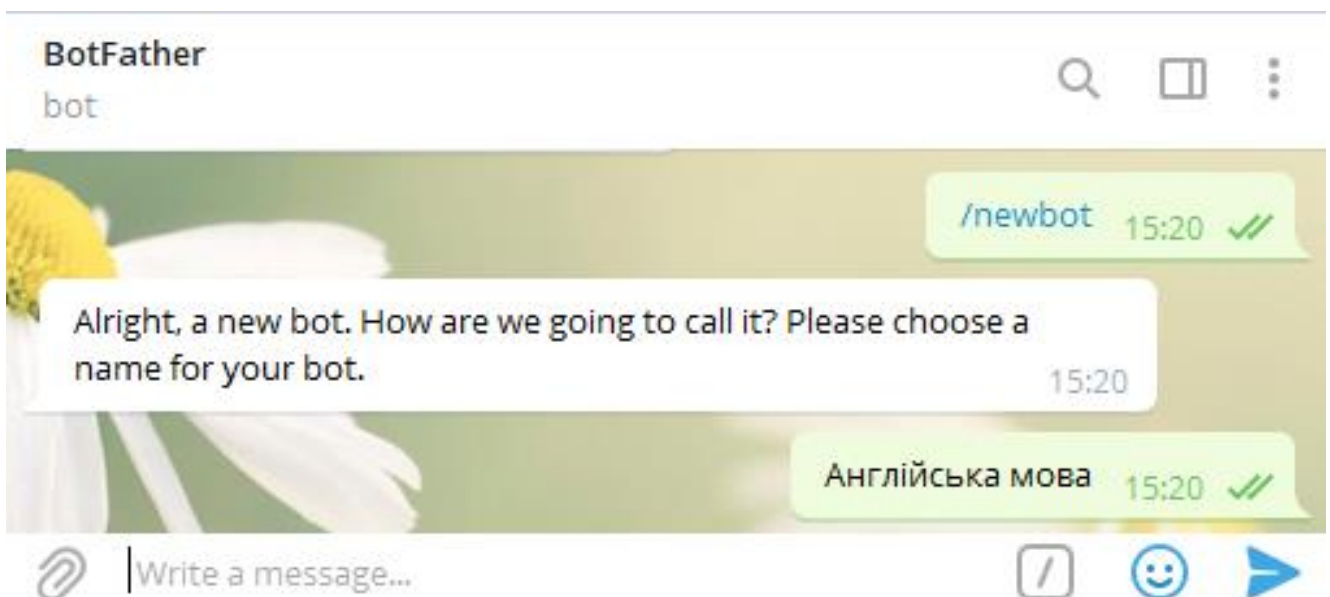 BotFather
bot
/newbot 15:20
Alright, a new bot. How are we going to call it? Please choose a
name for your bot.
15:20
Англійська мова 15:20
Write a message...